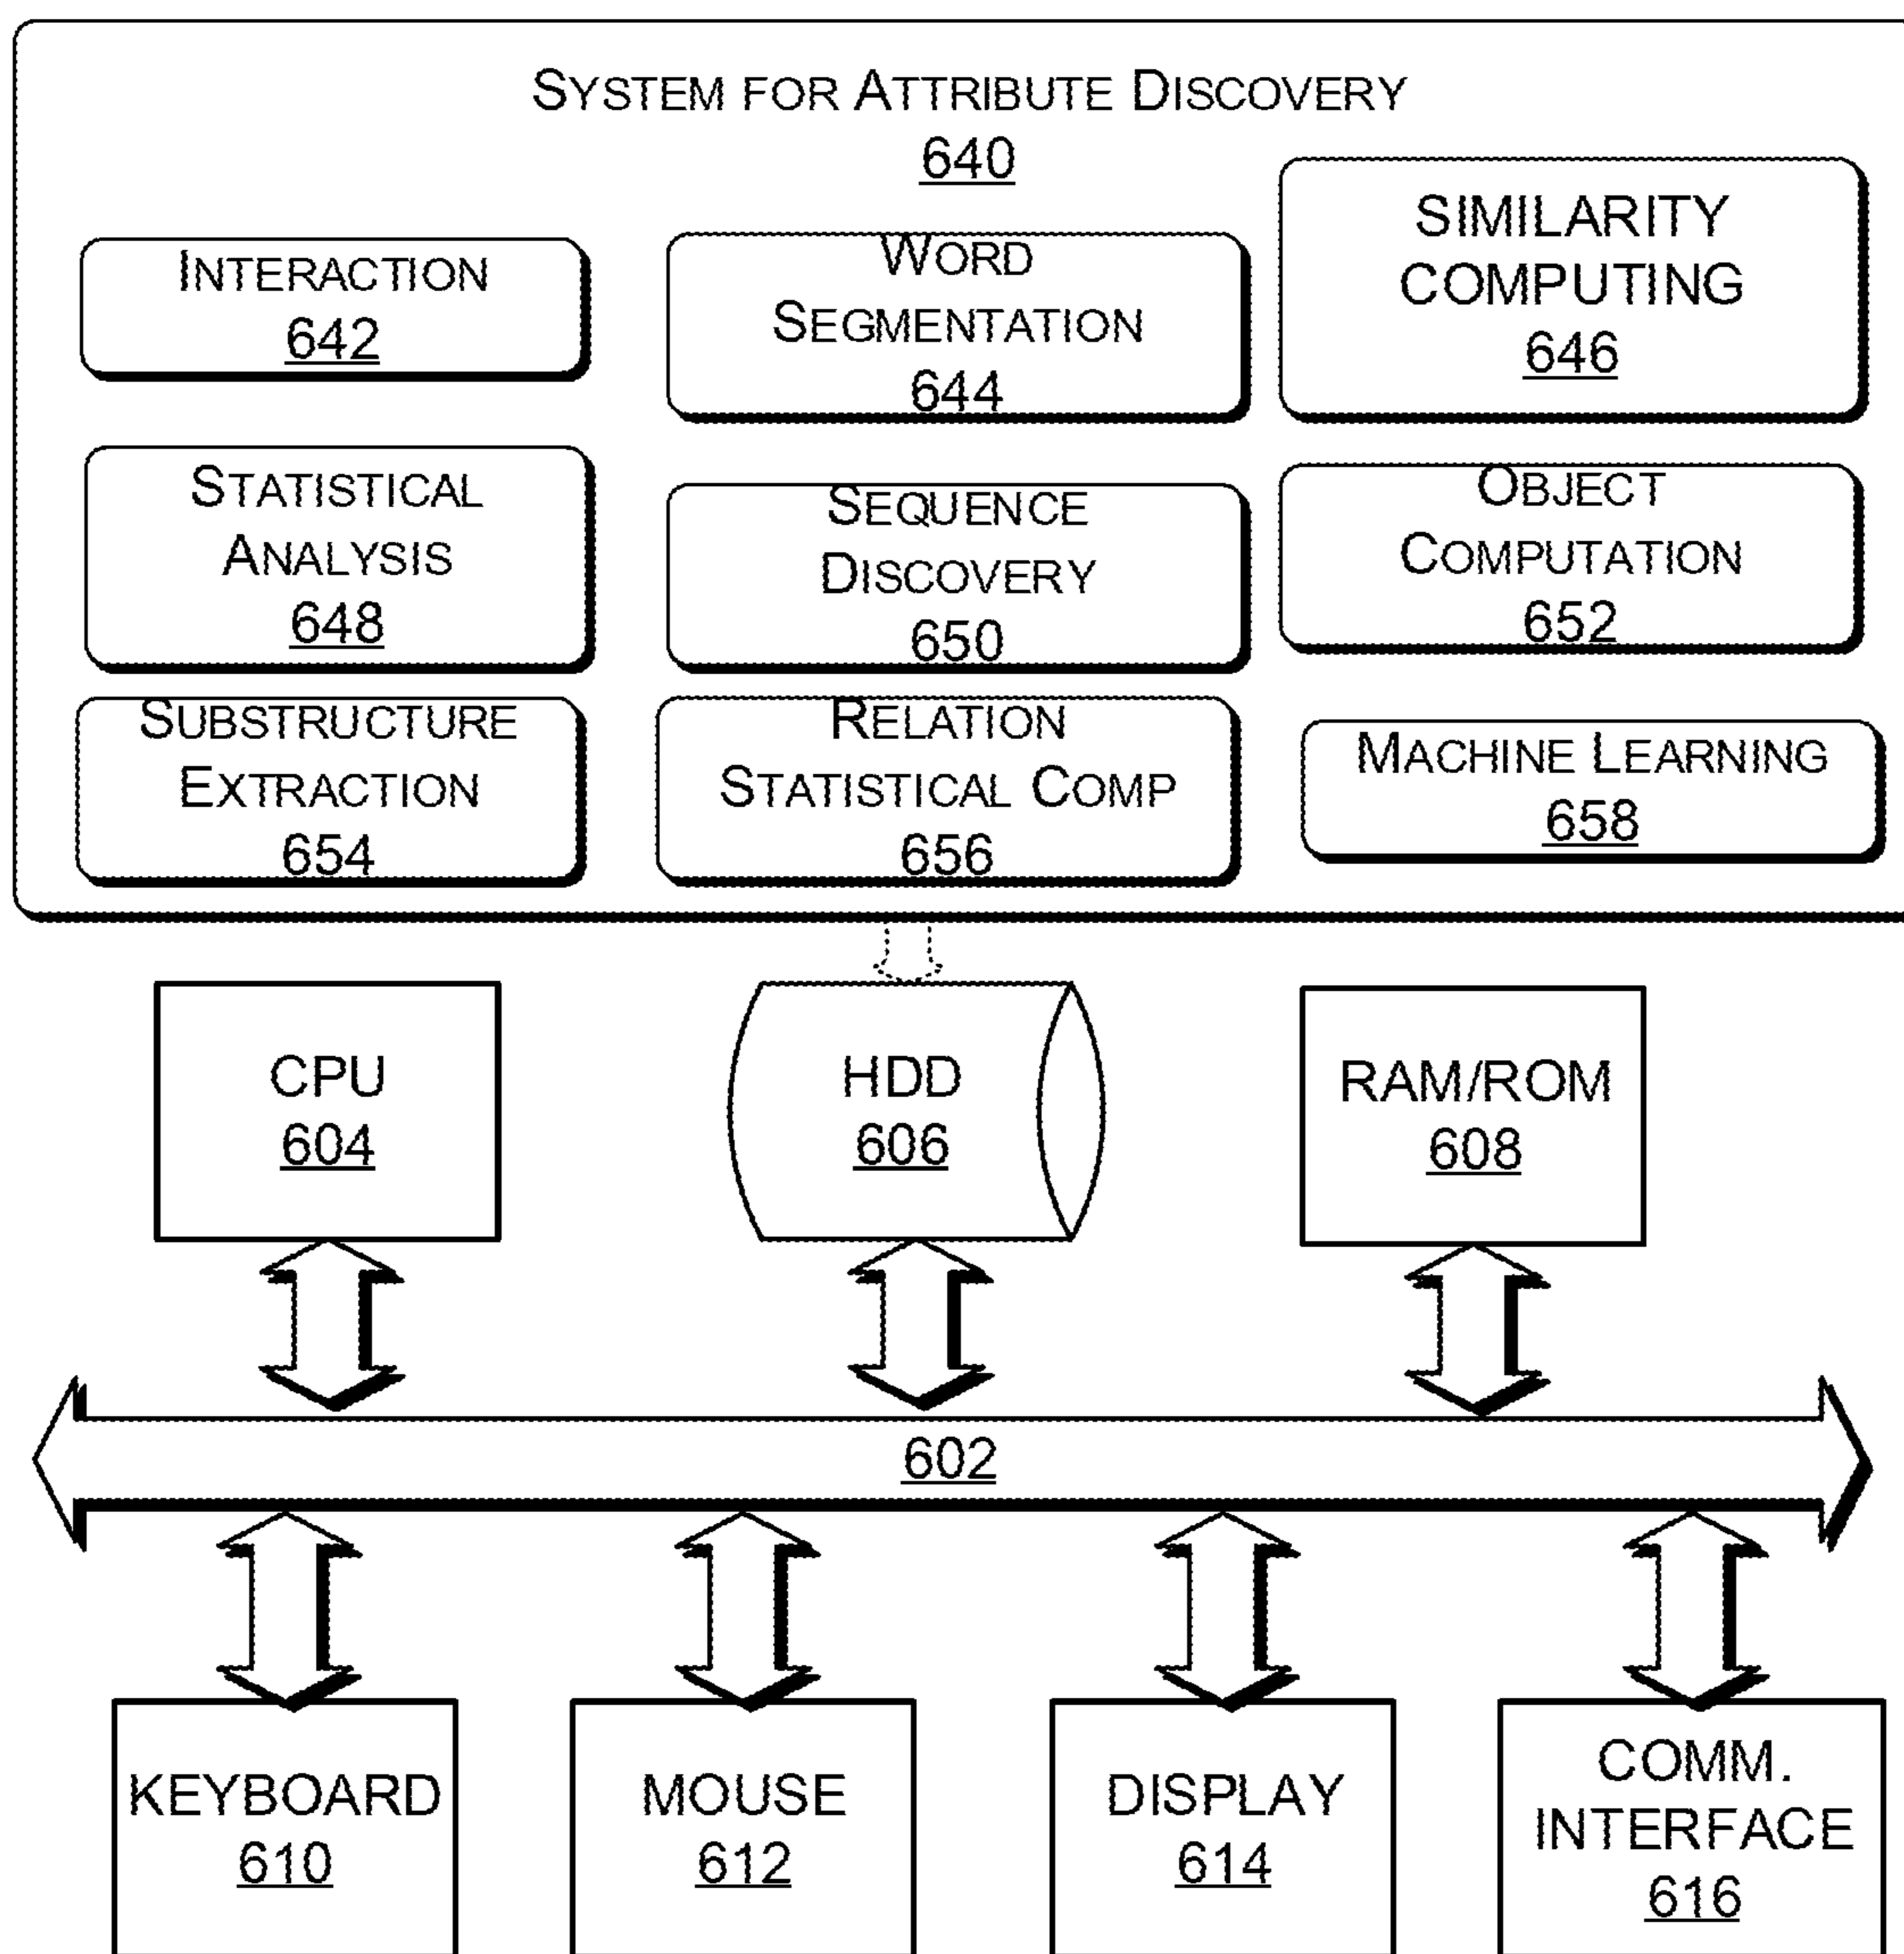 SYSTEM FOR ATTRIBUTE DISCOVERY
640
INTERACTION
642
WORD
SEGMENTATION
644
SIMILARITY
COMPUTING
646
STATISTICAL
ANALYSIS
648
SEQUENCE
DISCOVERY
650
OBJECT
COMPUTATION
652
SUBSTRUCTURE
EXTRACTION
654
RELATION
STATISTICAL COMP
656
MACHINE LEARNING
658
CPU
604
HDD
606
RAM/ROM
608
602
KEYBOARD
610
MOUSE
612
DISPLAY
614
COMM.
INTERFACE
616